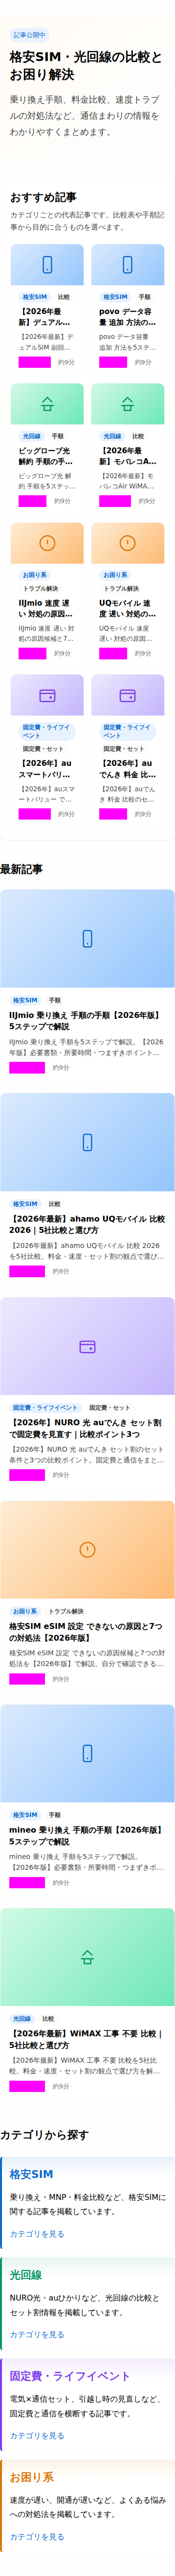 記事公開中
格安SIM・光回線の比較と
お困り解決
乗り換え手順、料金比較、速度トラブ
ルの対処法など、通信まわりの情報を
わかりやすくまとめます。
おすすめ記事
カテゴリごとの代表記事です。比較表や手順記
事から目的に合うものを選べます。
格安SIM 比較
【2026年最
新】デュアル…
【2026年最新】デ
ュアルSIM 副回…
約9分
格安SIM 手順
povo データ容
量 追加 方法の…
povo データ容量
追加 方法を5ステ…
約9分
光回線 手順
ビッグローブ光
解約 手順の手…
ビッグローブ光 解
約 手順を5ステッ…
約9分
光回線 比較
【2026年最
新】モバレコA…
【2026年最新】モ
バレコAir WiMA…
約9分
お困り系
トラブル解決
IIJmio 速度 遅
い 対処の原因…
IIJmio 速度 遅い 対
処の原因候補と7…
約9分
お困り系
トラブル解決
UQモバイル 速
度 遅い 対処の…
UQモバイル 速度
遅い 対処の原因…
約9分
固定費・ライフイ
ベント
固定費・セット
【2026年】au
スマートバリ…
【2026年】auスマ
ートバリュー で…
約9分
固定費・ライフイ
ベント
固定費・セット
【2026年】au
でんき 料金 比…
【2026年】auでん
き 料金 比較のセ…
約9分
最新記事
格安SIM 手順
IIJmio 乗り換え 手順の手順【2026年版】
5ステップで解説
IIJmio 乗り換え 手順を5ステップで解説。【2026
年版】必要書類・所要時間・つまずきポイント…
約9分
格安SIM 比較
【2026年最新】ahamo UQモバイル 比較
2026｜5社比較と選び方
【2026年最新】ahamo UQモバイル 比較 2026
を5社比較。料金・速度・セット割の観点で選び…
約9分
固定費・ライフイベント 固定費・セット
【2026年】NURO 光 auでんき セット割
で固定費を見直す｜比較ポイント3つ
【2026年】NURO 光 auでんき セット割のセット
条件と3つの比較ポイント。固定費と通信をまと…
約9分
お困り系 トラブル解決
格安SIM eSIM 設定 できないの原因と7つ
の対処法【2026年版】
格安SIM eSIM 設定 できないの原因候補と7つの対
処法を【2026年版】で解説。自分で確認できる…
約9分
格安SIM 手順
mineo 乗り換え 手順の手順【2026年版】
5ステップで解説
mineo 乗り換え 手順を5ステップで解説。
【2026年版】必要書類・所要時間・つまずきポ…
約9分
光回線 比較
【2026年最新】WiMAX 工事 不要 比較｜
5社比較と選び方
【2026年最新】WiMAX 工事 不要 比較を5社比
較。料金・速度・セット割の観点で選び方を解…
約9分
カテゴリから探す
格安SIM
乗り換え・MNP・料金比較など、格安SIMに関
する記事を掲載しています。
カテゴリを見る
光回線
NURO光・auひかりなど、光回線の比較と
セット割情報を掲載しています。
カテゴリを見る
固定費・ライフイベント
電気×通信セット、引越し時の見直しなど、
固定費と通信を横断する記事です。
カテゴリを見る
お困り系
速度が遅い、開通が遅いなど、よくある悩み
への対処法を掲載しています。
カテゴリを見る